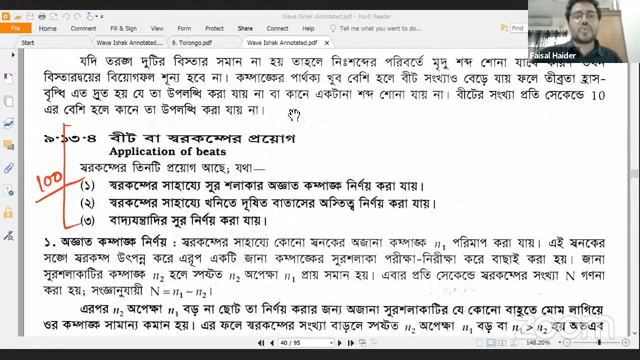 Wave Ishak Annotated.pdf - Foxit Reader
File Home Comment View Form Protect Share Help Tell me what you want to do...
Start 9. Torongo.pdf Wave Ishak Annotated.pdf
Faisal Haider
যদি তরঙ্গ দুটির বিস্তার সমান না হয় তাহলে নিঃশব্দের পরিবর্তে মৃদু শব্দ শোনা যাবে কারণ তখন
বিস্তারদ্বয়ের বিয়োগফল শূন্য হবে না। কম্পাঙ্কের পার্থক্য খুব বেশি হলে বীট সংখ্যাও বেড়ে যায় ফলে তীব্রতা হ্রাস-
বৃদ্ধি এত দ্রুত হয় যে তা উপলব্ধি করা যায় না বা কানে একটানা শব্দ শোনা যায় না। বীটের সংখ্যা প্রতি সেকেন্ডে 10
এর বেশি হলে কানে তা উপলব্ধি করা যায় না।
৯-১৩-৪ বীট বা স্বরকম্পের প্রয়োগ
Application of beats
স্বরকম্পের তিনটি প্রয়োগ আছে; যথা—
100
(১) স্বরকম্পের সাহায্যে সুর শলাকার অজ্ঞাত কম্পাঙ্ক নির্ণয় করা যায়।
(২) স্বরকম্পের সাহায্যে খনিতে দূষিত বাতাসের অস্তিত্ব নির্ণয় করা যায়।
(৩) বাদ্যযন্ত্রাদির সুর নির্ণয় করা যায়।
১. অজ্ঞাত কম্পাঙ্ক নির্ণয় : স্বরকম্পের সাহায্যে কোনো স্বনকের অজানা কম্পাঙ্ক n₁ পরিমাপ করা যায়। এই স্বনকের
সঙ্গে স্বরকম্প উৎপন্ন করে এরূপ একটি জানা কম্পাঙ্কের সুরশলাকা পরীক্ষা-নিরীক্ষা করে বাছাই করা হয়। জানা
সুরশলাকাটির কম্পাঙ্ক n₂ হলে স্পষ্টত n₂ অপেক্ষা n₁ প্রায় সমান হয়। এবার প্রতি সেকেন্ডে স্বরকম্পের সংখ্যা N গণনা
করা হয়; সংজ্ঞানুযায়ী N = n₁ ~ n₂।
এরপর n₂ অপেক্ষা n₁ বড় না ছোট তা নির্ণয় করার জন্য অজানা সুরশলাকাটির যে কোনো বাহুতে মোম লাগিয়ে
ওর কম্পাঙ্ক সামান্য কমান হয়। এর ফলে স্বরকম্পের সংখ্যা বাড়লে স্পষ্টত n₂ অপেক্ষা n₁ বড় বা n₂ > n₁ হয় অতএব
40 / 95
148.20%